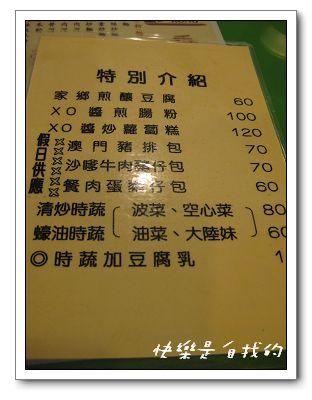 特別介紹
家鄉煎釀豆腐 60
XO醬煎腸粉 100
XO醬炒蘿蔔糕 120
假日供應
澳門豬排包 70
沙嗲牛肉豬仔包 70
餐肉蛋豬仔包 60
清炒時蔬（波菜、空心菜 80
蠔油時蔬（油菜、大陸妹 60
◎時蔬加豆腐乳 1
快樂是自找的